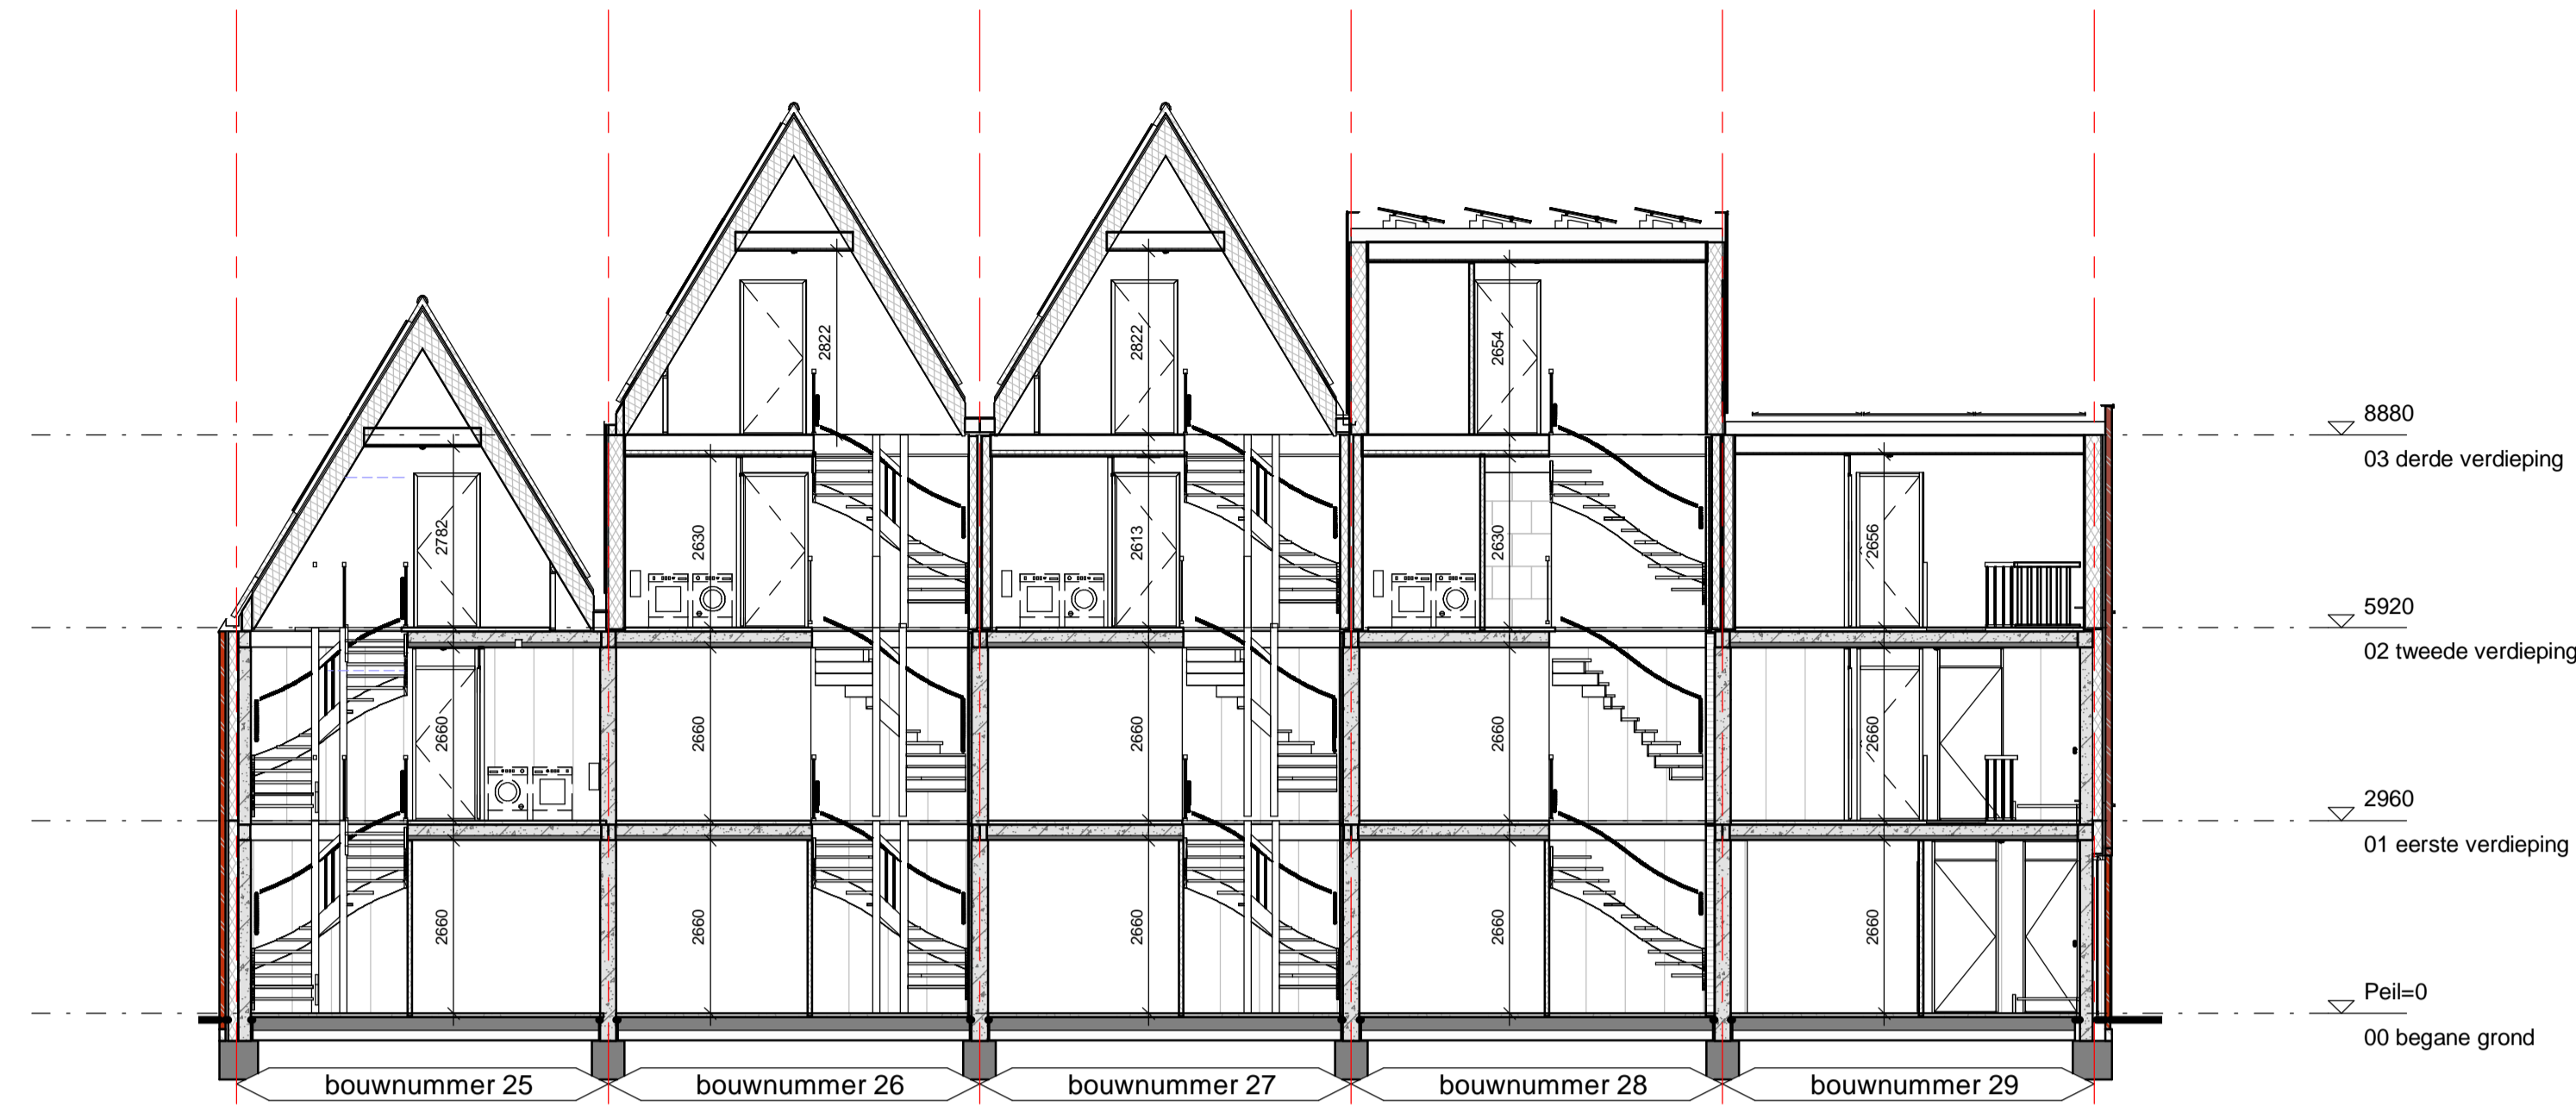 2822
2822
2654
8880
03 derde verdieping
2782
2630
2613
2630
2656
5920
02 tweede verdieping
2660
2660
2660
2660
2660
2960
01 eerste verdieping
2660
2660
2660
2660
2660
Peil=0
00 begane grond
bouwnummer 25
bouwnummer 26
bouwnummer 27
bouwnummer 28
bouwnummer 29